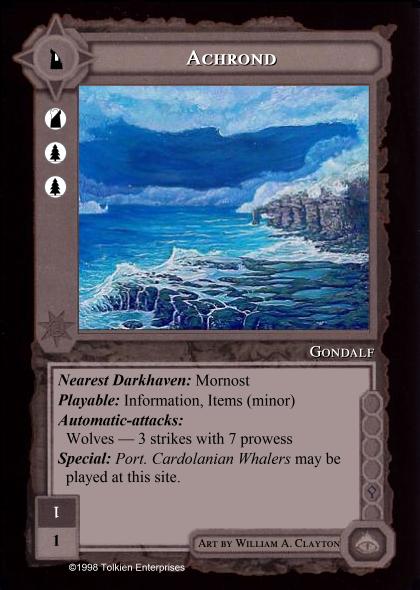 ACHROND
GONDALF
Nearest Darkhaven: Mornost
Playable: Information, Items (minor)
Automatic-attacks:
Wolves — 3 strikes with 7 prowess
Special: Port. Cardolanian Whalers may be
played at this site.
I
1
ART BY WILLIAM A. CLAYTON
©1998 Tolkien Enterprises